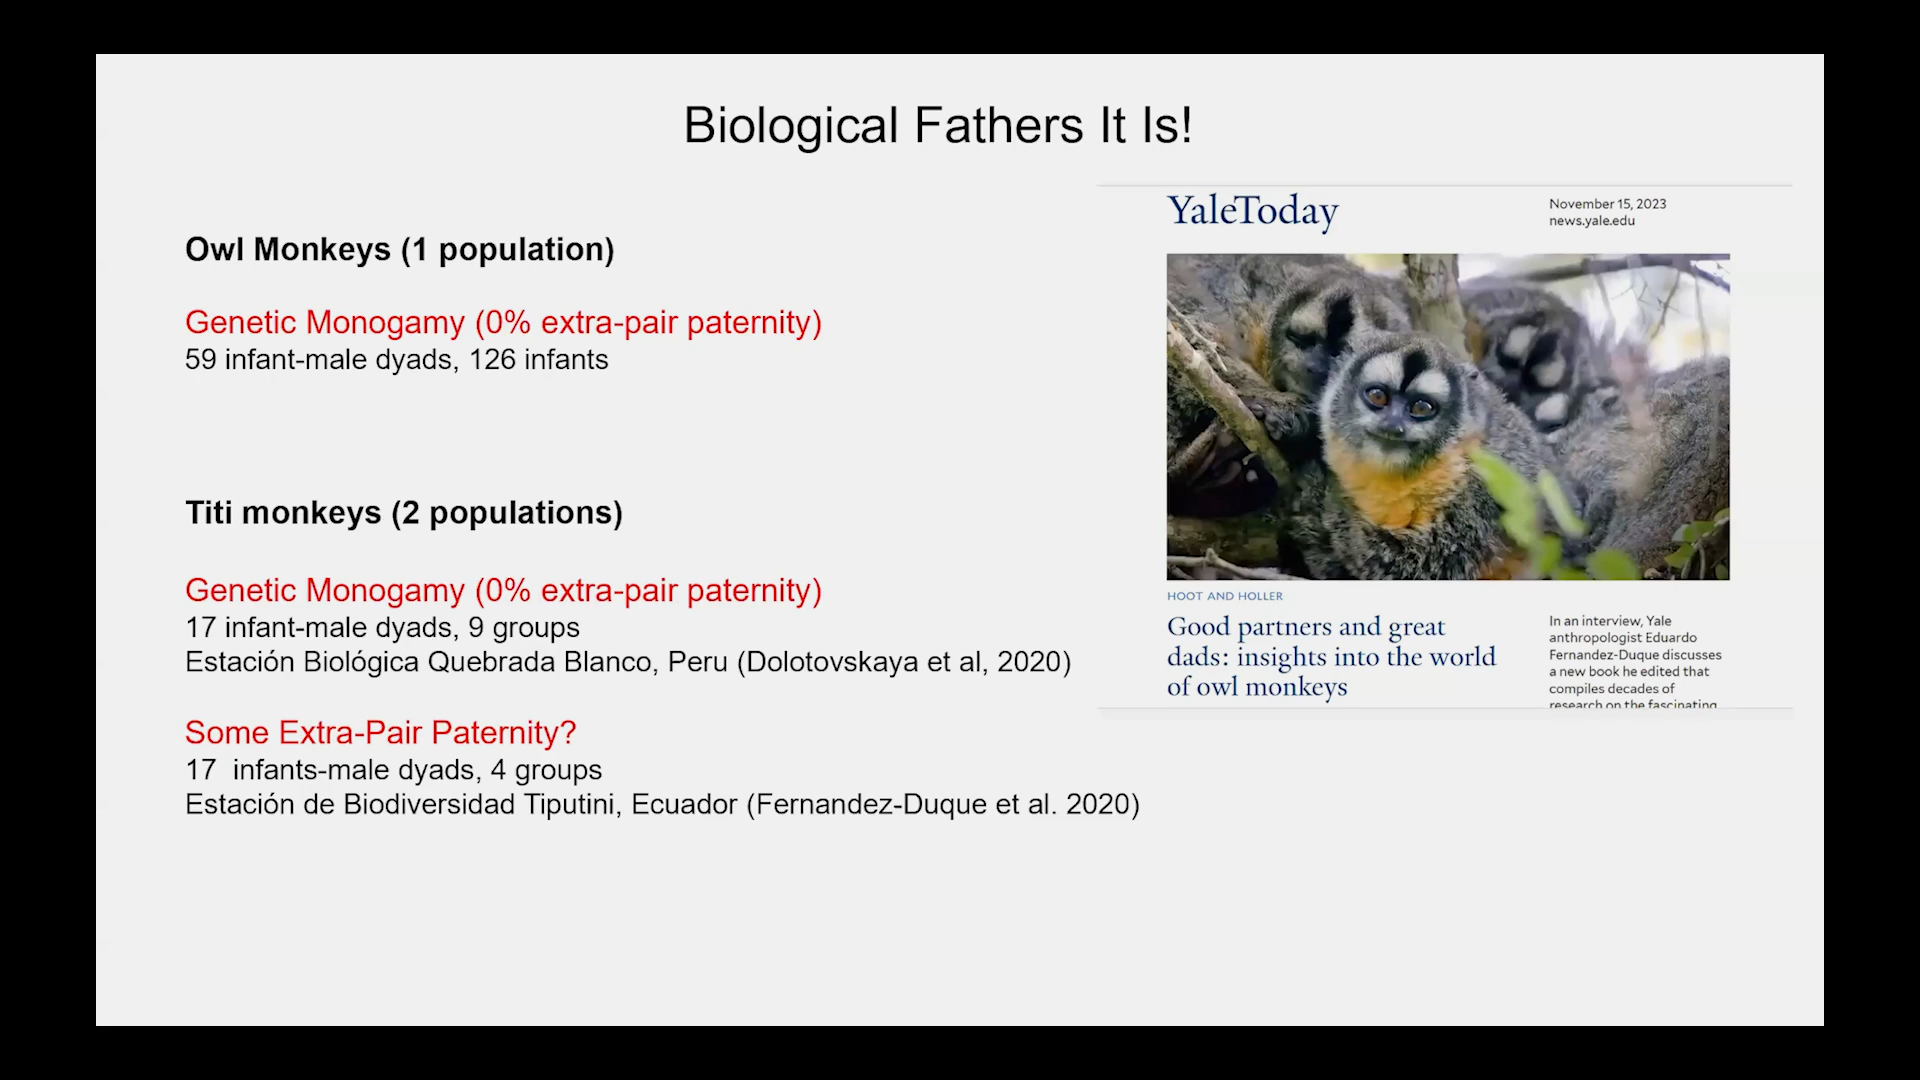 Biological Fathers It Is!
Owl Monkeys (1 population)
Genetic Monogamy (0% extra-pair paternity)
59 infant-male dyads, 126 infants
Titi monkeys (2 populations)
Genetic Monogamy (0% extra-pair paternity)
17 infant-male dyads, 9 groups
Estación Biológica Quebrada Blanco, Peru (Dolotovskaya et al, 2020)
Some Extra-Pair Paternity?
17  infants-male dyads, 4 groups
Estación de Biodiversidad Tiputini, Ecuador (Fernandez-Duque et al. 2020)
YaleToday
November 15, 2023
news.yale.edu
HOOT AND HOLLER
Good partners and great
dads: insights into the world
of owl monkeys
In an interview, Yale
anthropologist Eduardo
Fernandez-Duque discusses
a new book he edited that
compiles decades of
research on the fascinating